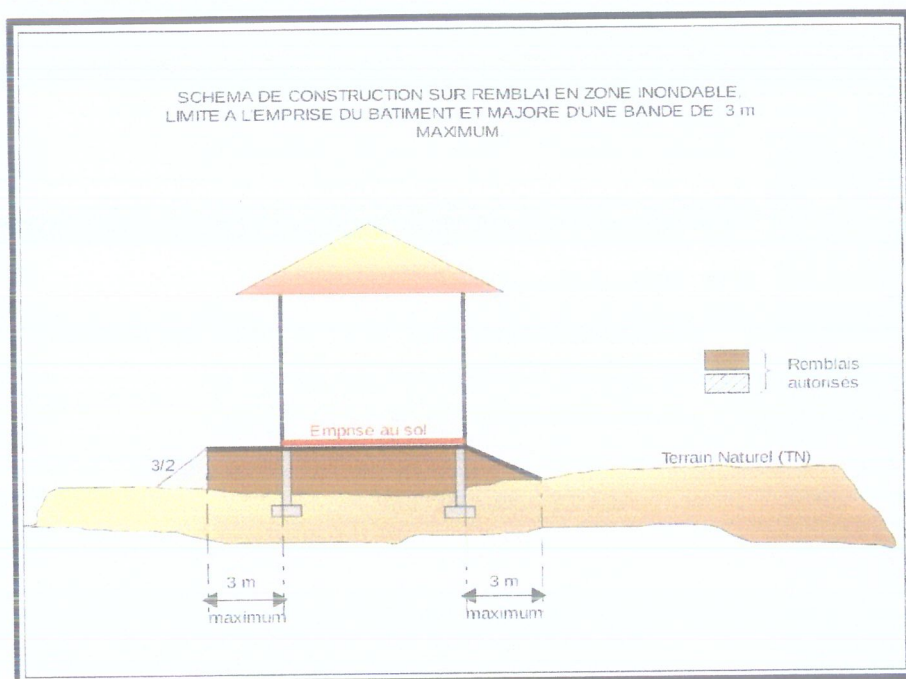 SCHEMA DE CONSTRUCTION SUR REMBLAI EN ZONE INONDABLE,
LIMITE A L'EMPRISE DU BATIMENT ET MAJORE D'UNE BANDE DE 3 m
MAXIMUM
Remblais
autorisés
Emprise au sol
Terrain Naturel (TN)
3/2
3 m
maximum
3 m
maximum